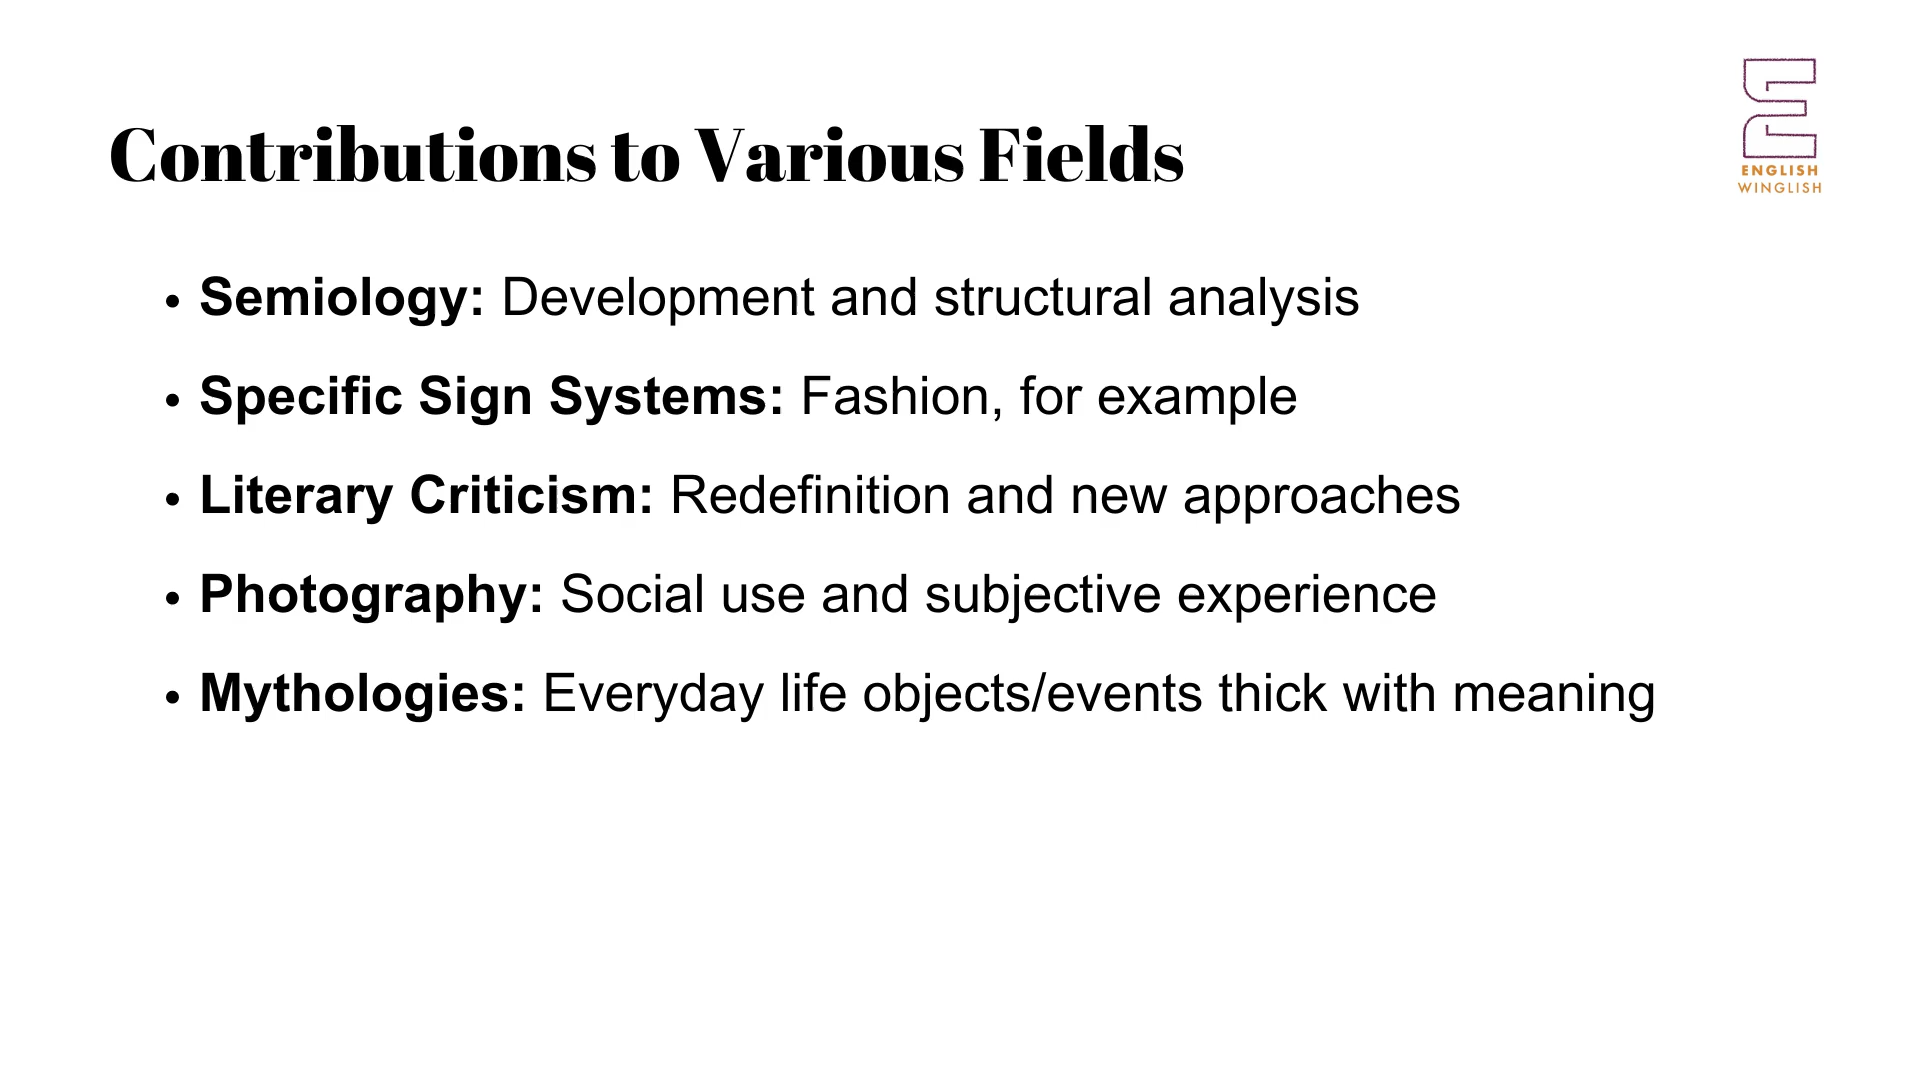 Contributions to Various Fields
ENGLISH
WINGLISH
• Semiology: Development and structural analysis
• Specific Sign Systems: Fashion, for example
• Literary Criticism: Redefinition and new approaches
• Photography: Social use and subjective experience
• Mythologies: Everyday life objects/events thick with meaning